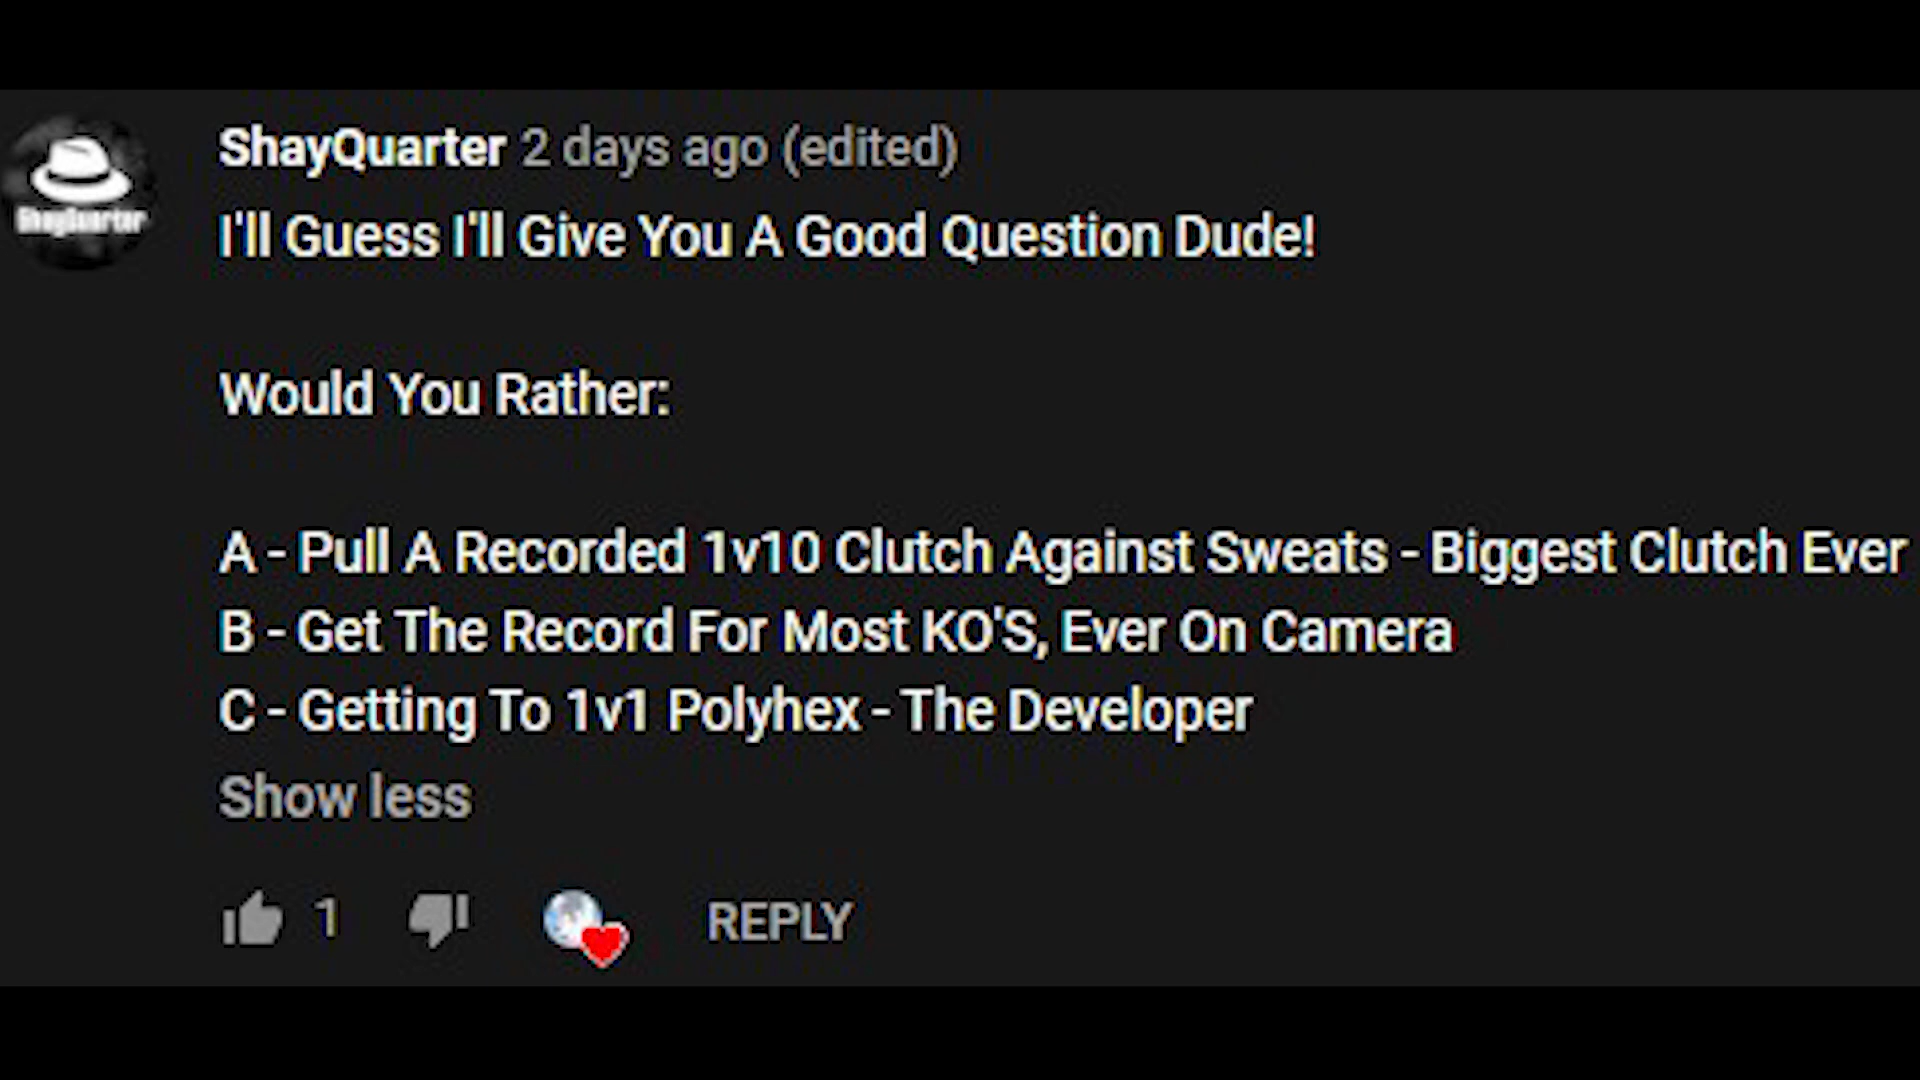 ShayQuarter 2 days ago (edited)
I'll Guess I'll Give You A Good Question Dude!
Would You Rather:
A - Pull A Recorded 1v10 Clutch Against Sweats - Biggest Clutch Ever
B - Get The Record For Most KO'S, Ever On Camera
C - Getting To 1v1 Polyhex - The Developer
Show less
1 REPLY
ShayQuarter